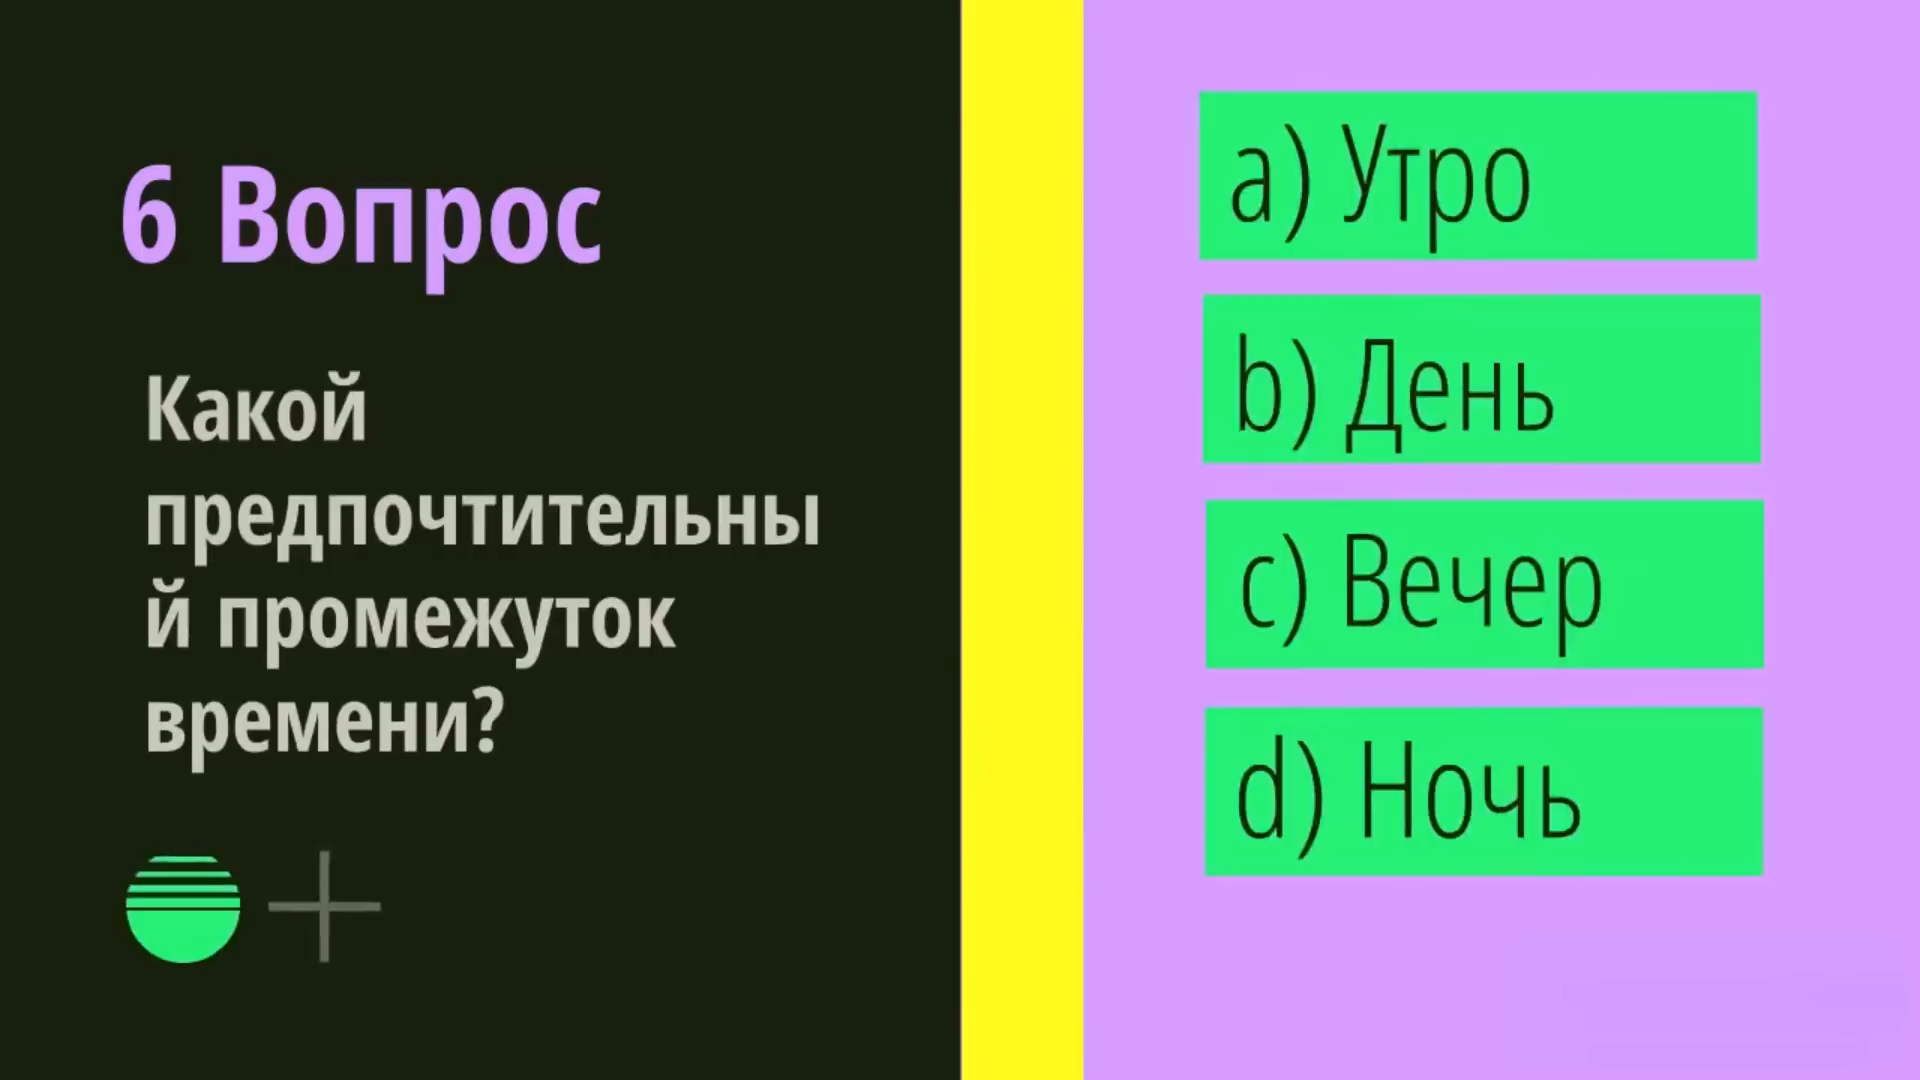 6 Вопрос
Какой
предпочтительны
й промежуток
времени?
a) Утро
b) День
c) Вечер
d) Ночь